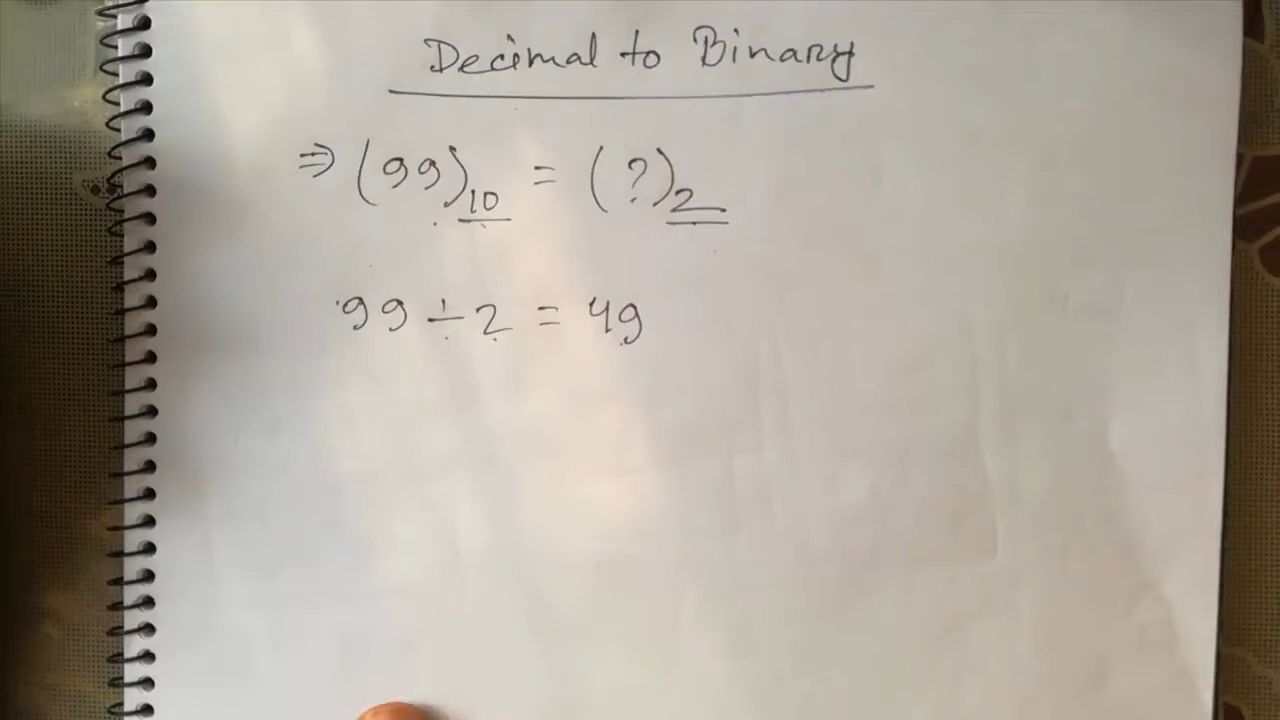 Decimal to Binary
⇒ (99)₁₀ = (?)₂
99 ÷ 2 = 49